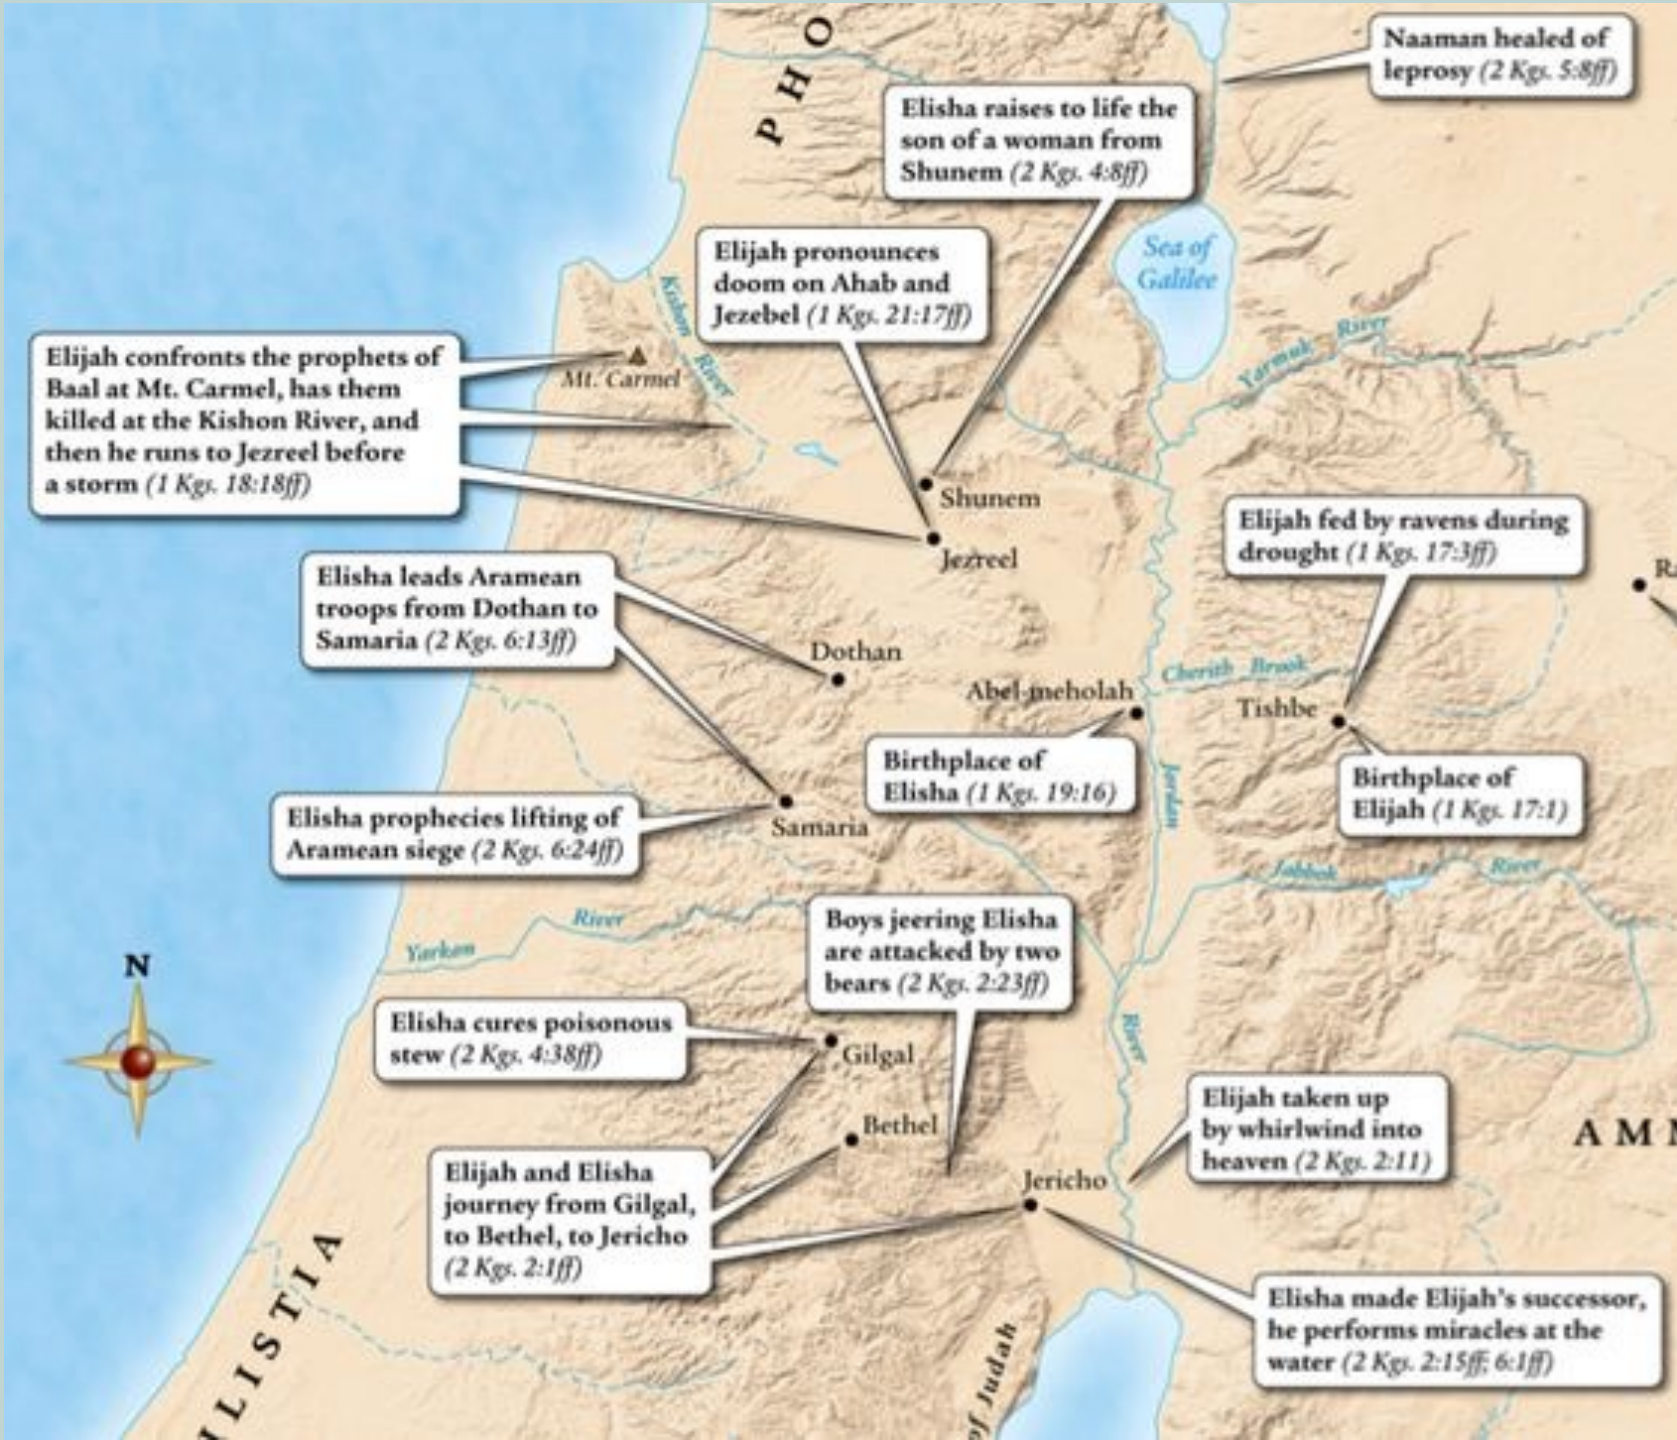 PHO
Naaman healed of
leprosy (2 Kgs. 5:8ff)
Elisha raises to life the
son of a woman from
Shunem (2 Kgs. 4:8ff)
Elijah pronounces
doom on Ahab and
Jezebel (1 Kgs. 21:17ff)
Sea of
Galilee
Kishon River
Yarmuk River
Elijah confronts the prophets of
Baal at Mt. Carmel, has them
killed at the Kishon River, and
then he runs to Jezreel before
a storm (1 Kgs. 18:18ff)
Mt. Carmel
Shunem
Jezreel
Elijah fed by ravens during
drought (1 Kgs. 17:3ff)
Ra
Elisha leads Aramean
troops from Dothan to
Samaria (2 Kgs. 6:13ff)
Dothan
Abel-meholah
Cherith Brook
Tishbe
Birthplace of
Elisha (1 Kgs. 19:16)
Birthplace of
Elijah (1 Kgs. 17:1)
Jordan
River
Elisha prophecies lifting of
Aramean siege (2 Kgs. 6:24ff)
Samaria
Jabbok River
Yarkon River
Boys jeering Elisha
are attacked by two
bears (2 Kgs. 2:23ff)
N
Elisha cures poisonous
stew (2 Kgs. 4:38ff)
Gilgal
Bethel
Elijah taken up
by whirlwind into
heaven (2 Kgs. 2:11)
AMM
Elijah and Elisha
journey from Gilgal,
to Bethel, to Jericho
(2 Kgs. 2:1ff)
Jericho
Elisha made Elijah's successor,
he performs miracles at the
water (2 Kgs. 2:15ff; 6:1ff)
ILISTIA
of Judah